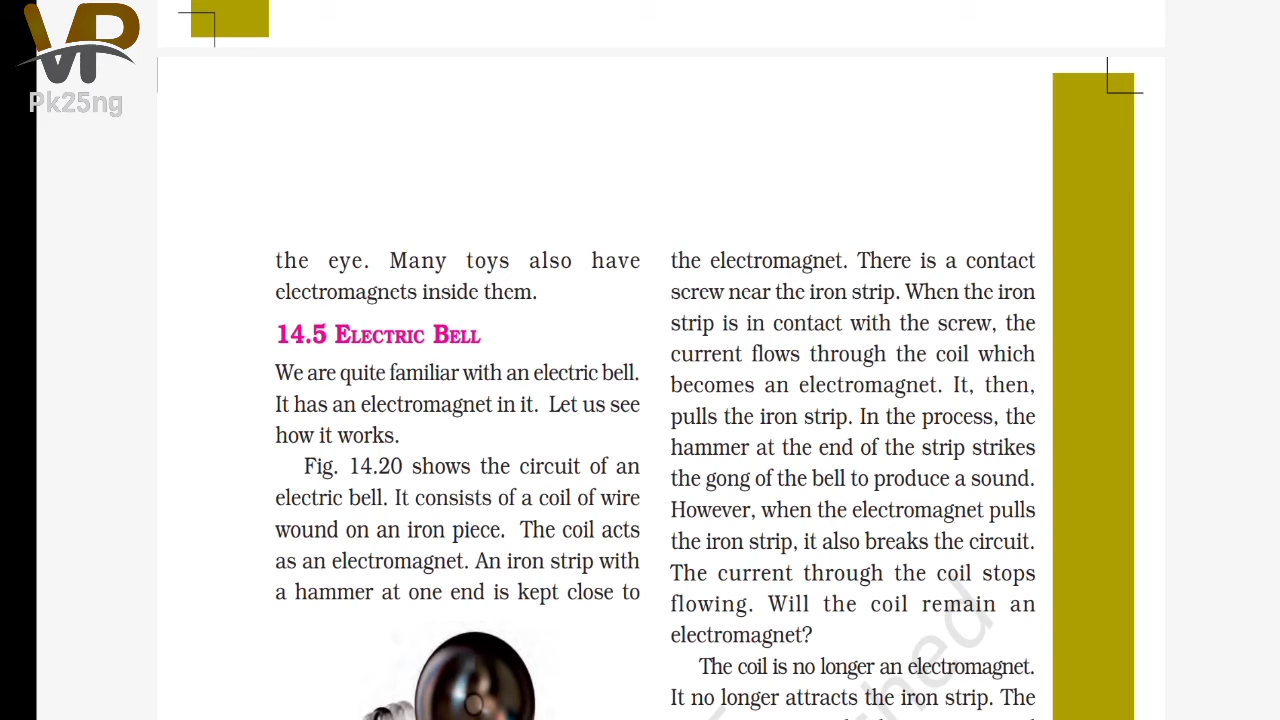 VP
Pk25ng
the eye. Many toys also have
electromagnets inside them.
14.5 ELECTRIC BELL
We are quite familiar with an electric bell.
It has an electromagnet in it. Let us see
how it works.
Fig. 14.20 shows the circuit of an
electric bell. It consists of a coil of wire
wound on an iron piece. The coil acts
as an electromagnet. An iron strip with
a hammer at one end is kept close to
the electromagnet. There is a contact
screw near the iron strip. When the iron
strip is in contact with the screw, the
current flows through the coil which
becomes an electromagnet. It, then,
pulls the iron strip. In the process, the
hammer at the end of the strip strikes
the gong of the bell to produce a sound.
However, when the electromagnet pulls
the iron strip, it also breaks the circuit.
The current through the coil stops
flowing. Will the coil remain an
electromagnet?
The coil is no longer an electromagnet.
It no longer attracts the iron strip. The